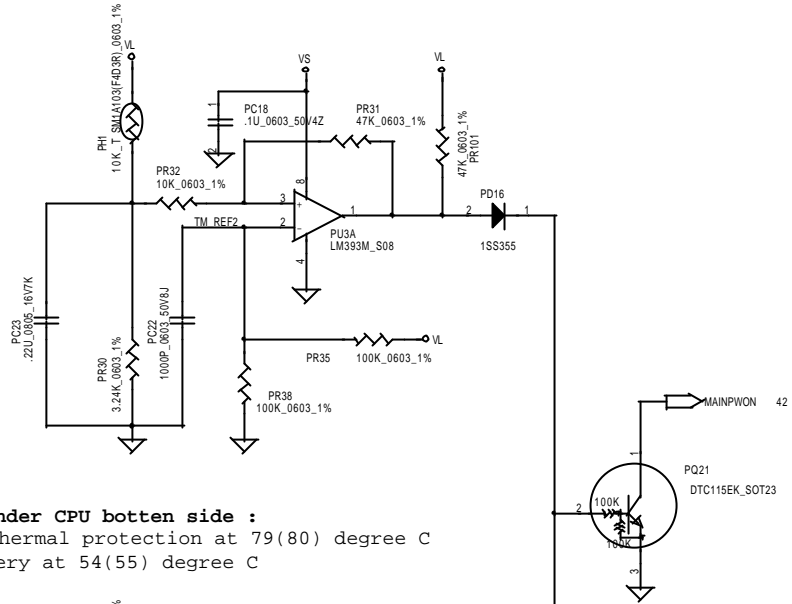 VL
PH1
10K_T_SM1A103(F4D3R)_0603_1%
VS
VL
PC18
.1U_0603_50V4Z
1
2
PR31
47K_0603_1%
47K_0603_1%
PR101
PR32
10K_0603_1%
8
3
+
1
TM_REF2
2
-
PU3A
LM393M_SO8
4
PD16
2
1
1SS355
PC23
.22U_0805_16V7K
PR30
3.24K_0603_1%
PC22
1000P_0603_50V8J
PR35
100K_0603_1%
VL
PR38
100K_0603_1%
MAINPWON 42
1
PQ21
DTC115EK_SOT23
2
100K
100K
3
nder CPU botten side :
hermal protection at 79(80) degree C
ery at 54(55) degree C
%